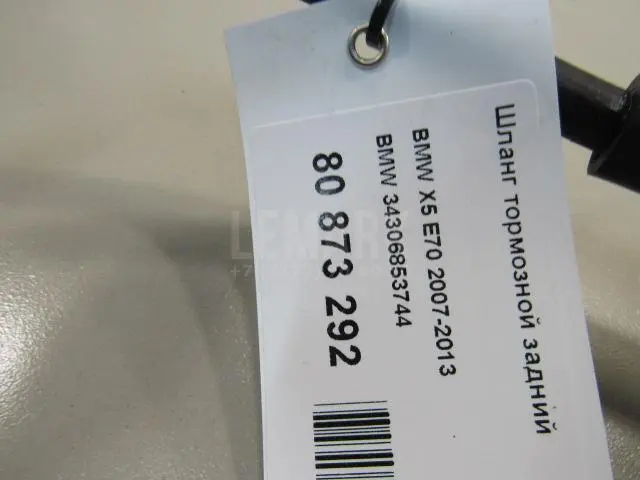 Шланг тормозной задний
BMW X5 E70 2007-2013
BMW 34306853744
80 873 292